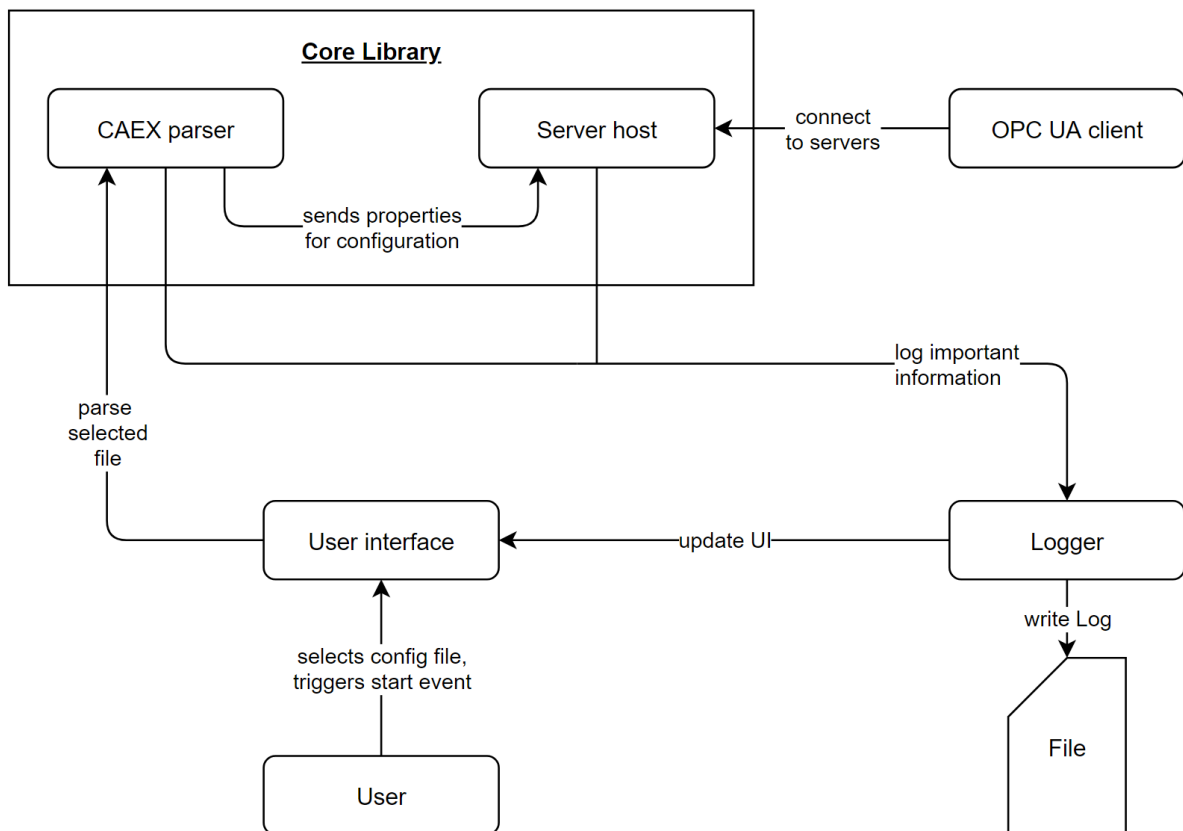 Core Library
CAEX parser
Server host
connect
to servers
OPC UA client
sends properties
for configuration
log important
information
parse
selected
file
User interface
update UI
Logger
write Log
selects config file,
triggers start event
File
User